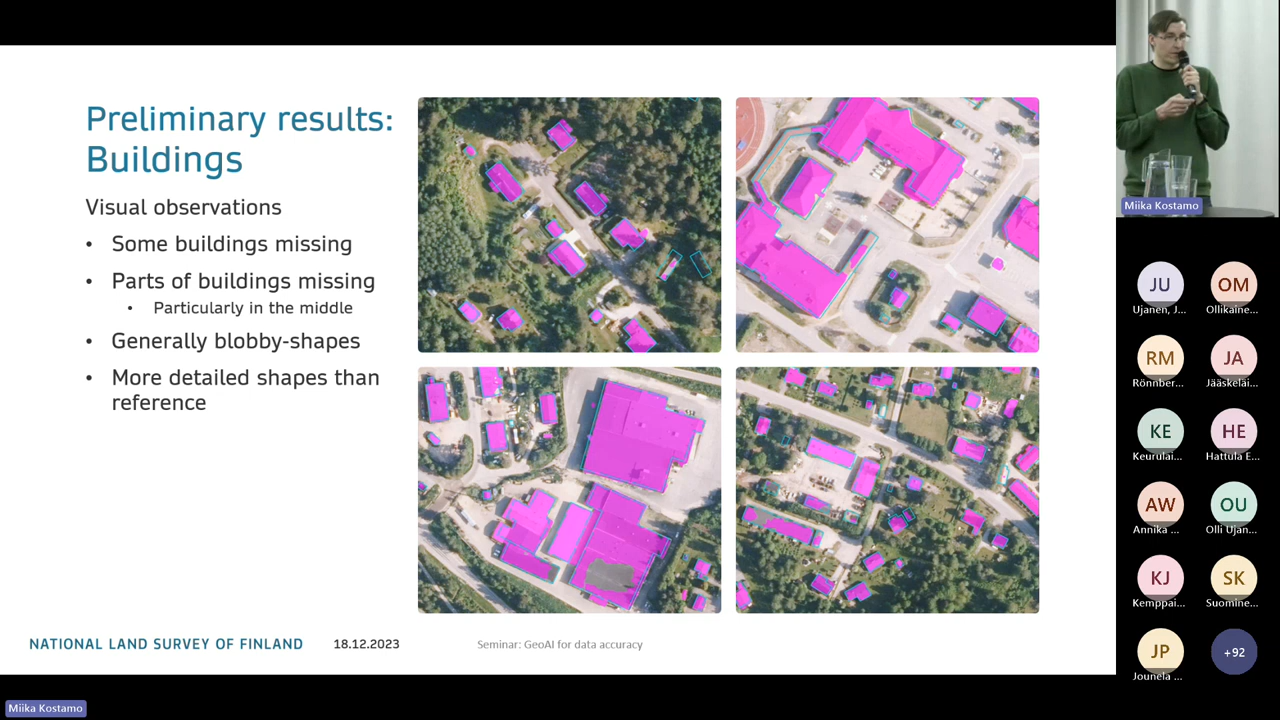 Preliminary results:
Buildings
Visual observations
• Some buildings missing
• Parts of buildings missing
• Particularly in the middle
• Generally blobby-shapes
• More detailed shapes than
reference
NATIONAL LAND SURVEY OF FINLAND
18.12.2023
Seminar: GeoAI for data accuracy
Miika Kostamo
JU
OM
Ujanen, J...
Ollikaine...
RM
JA
Rönnber...
Jääskeläi...
KE
HE
Keurulai...
Hattula E...
AW
OU
Annika ...
Olli Ujan...
KJ
SK
Kemppai...
Suomine...
JP
+92
Jounela ...
Miika Kostamo